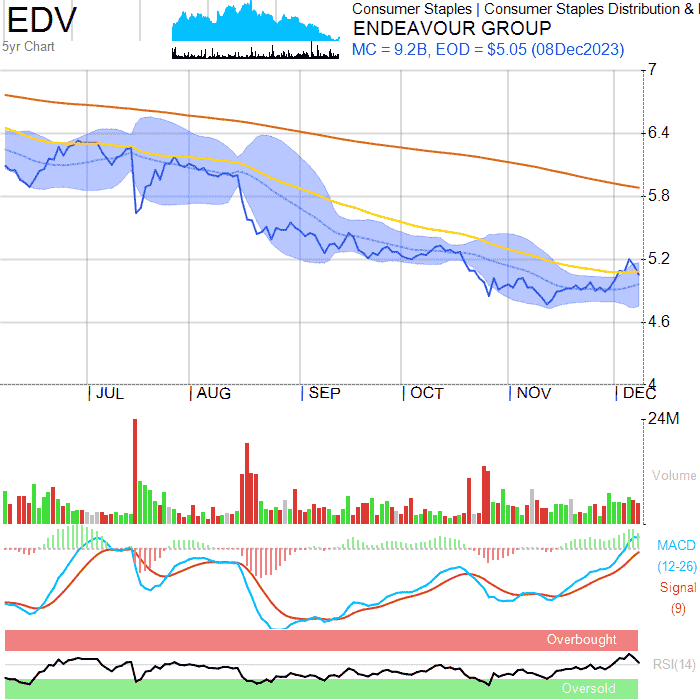 EDV
5yr Chart
Consumer Staples | Consumer Staples Distribution &
ENDEAVOUR GROUP
MC = 9.2B, EOD = $5.05 (08Dec2023)
7
6.4
5.8
5.2
4.6
4
JUL AUG SEP OCT NOV DEC
24M
Volume
MACD
(12-26)
Signal
(9)
Overbought
RSI(14)
Oversold